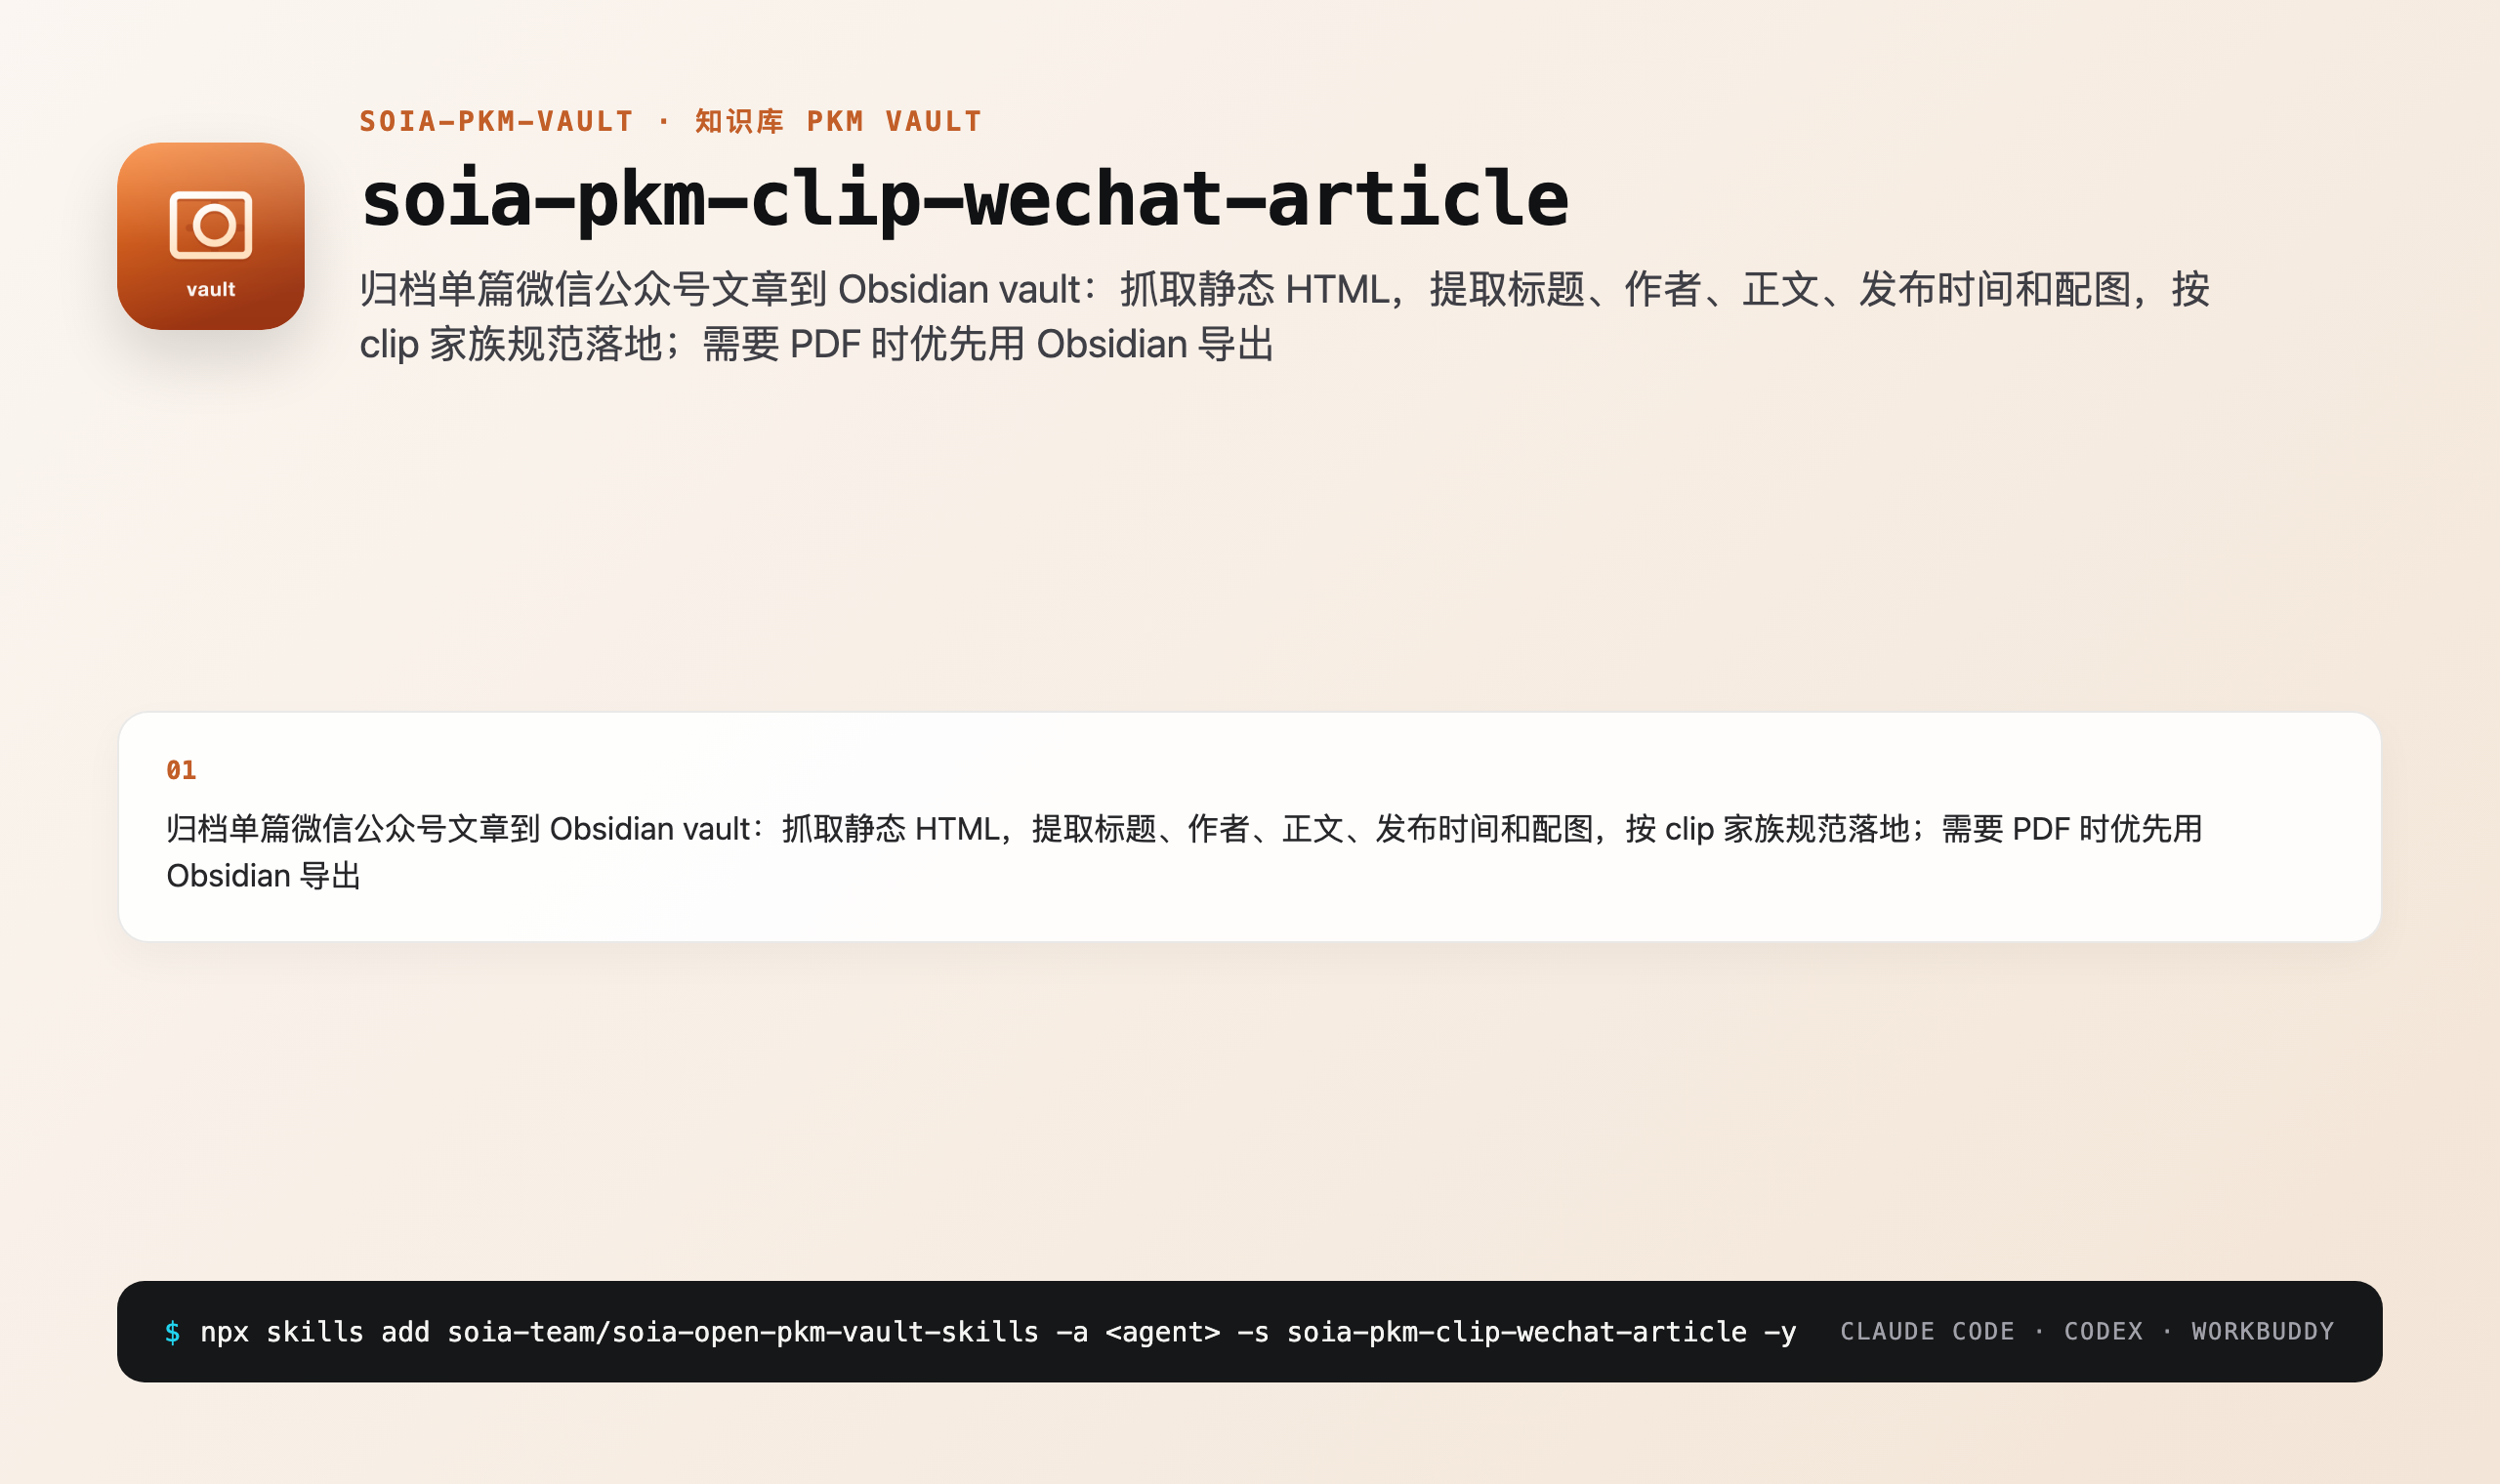 SOIA-PKM-VAULT · 知识库 PKM VAULT
soia-pkm-clip-wechat-article
vault
归档单篇微信公众号文章到 Obsidian vault：抓取静态 HTML，提取标题、作者、正文、发布时间和配图，按
clip 家族规范落地；需要 PDF 时优先用 Obsidian 导出
01
归档单篇微信公众号文章到 Obsidian vault：抓取静态 HTML，提取标题、作者、正文、发布时间和配图，按 clip 家族规范落地；需要 PDF 时优先用
Obsidian 导出
$ npx skills add soia-team/soia-open-pkm-vault-skills -a <agent> -s soia-pkm-clip-wechat-article -y CLAUDE CODE · CODEX · WORKBUDDY